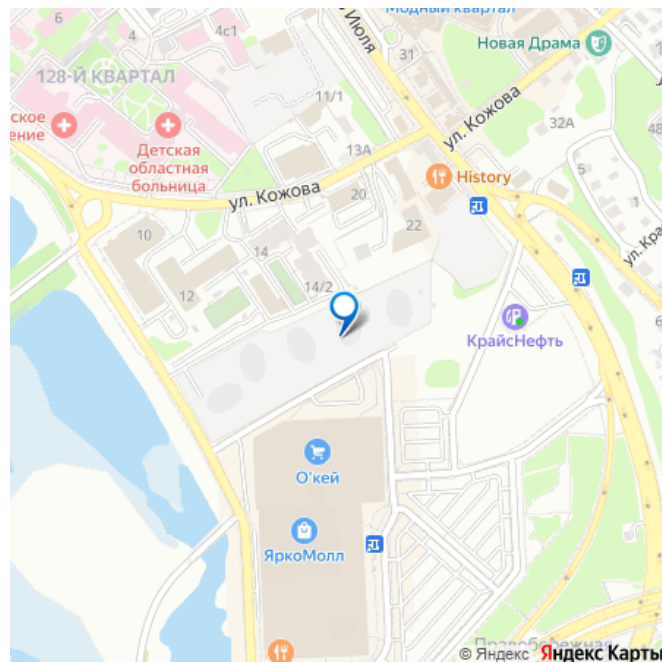 Модный квартал
Июля
4с1
31
Новая Драма
128-Й КВАРТАЛ
11/1
32А
48
ское
ение
Детская
областная
больница
13А
ул. Кожова
ул. Кожова
20
History
5
1
22
10
14
ул. Кра
12
14/2
КрайсНефть
6
О'кей
ЯркоМолл
Правобережная
© Яндекс Яндекс Карты